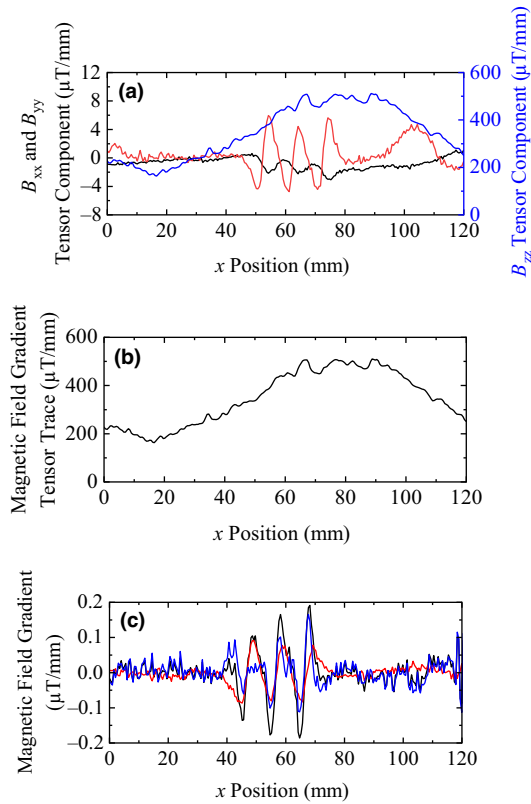 (a)
B_xx and B_yy
Tensor Component (μT/mm)
12
8
4
0
−4
−8
600
400
200
0
B_zz Tensor Component (μT/mm)
0 20 40 60 80 100 120
x Position (mm)
(b)
Magnetic Field Gradient
Tensor Trace (μT/mm)
600
400
200
0
0 20 40 60 80 100 120
x Position (mm)
(c)
Magnetic Field Gradient
(μT/mm)
0.2
0.1
0.0
−0.1
−0.2
0 20 40 60 80 100 120
x Position (mm)